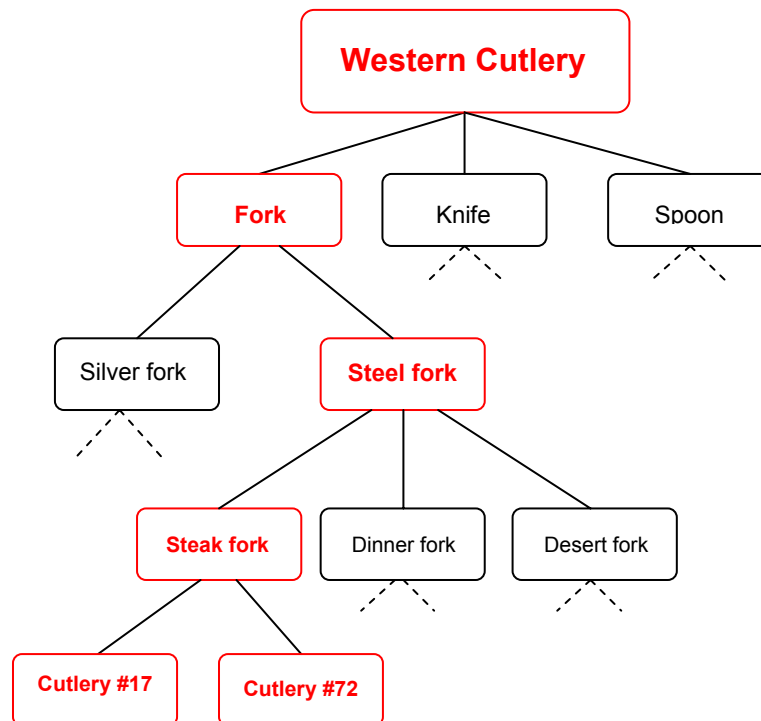 Western Cutlery
Fork
Knife
Spoon
Silver fork
Steel fork
Steak fork
Dinner fork
Desert fork
Cutlery #17
Cutlery #72